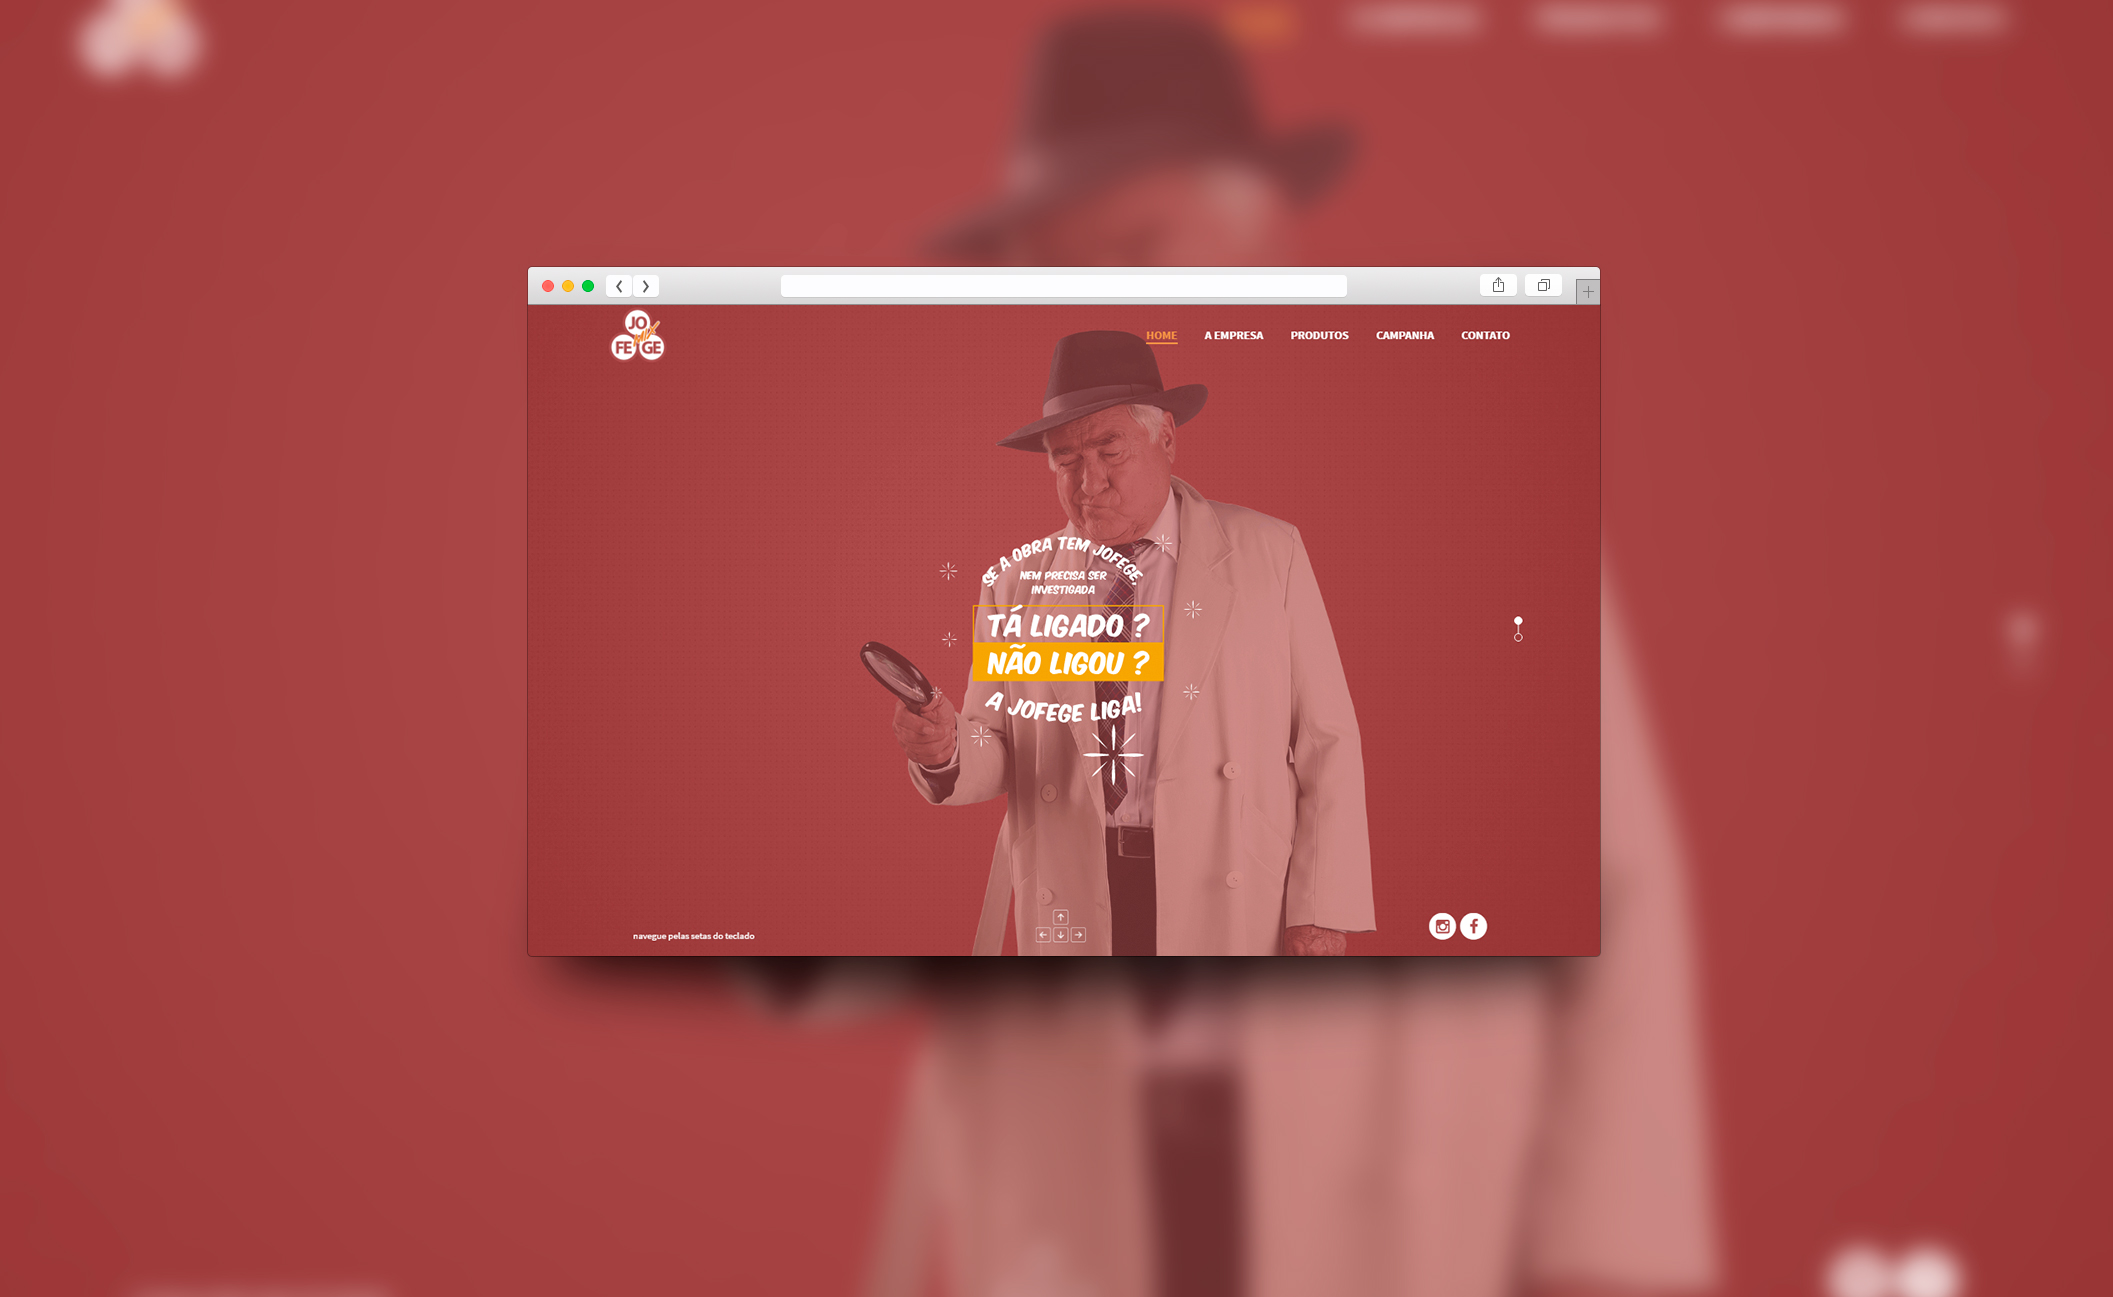 JO
FE GE
HOME A EMPRESA PRODUTOS CAMPANHA CONTATO
SE A OBRA TEM JOFEGE,
NEM PRECISA SER
INVESTIGADA
TÁ LIGADO ?
NÃO LIGOU ?
A JOFEGE LIGA!
navegue pelas setas do teclado